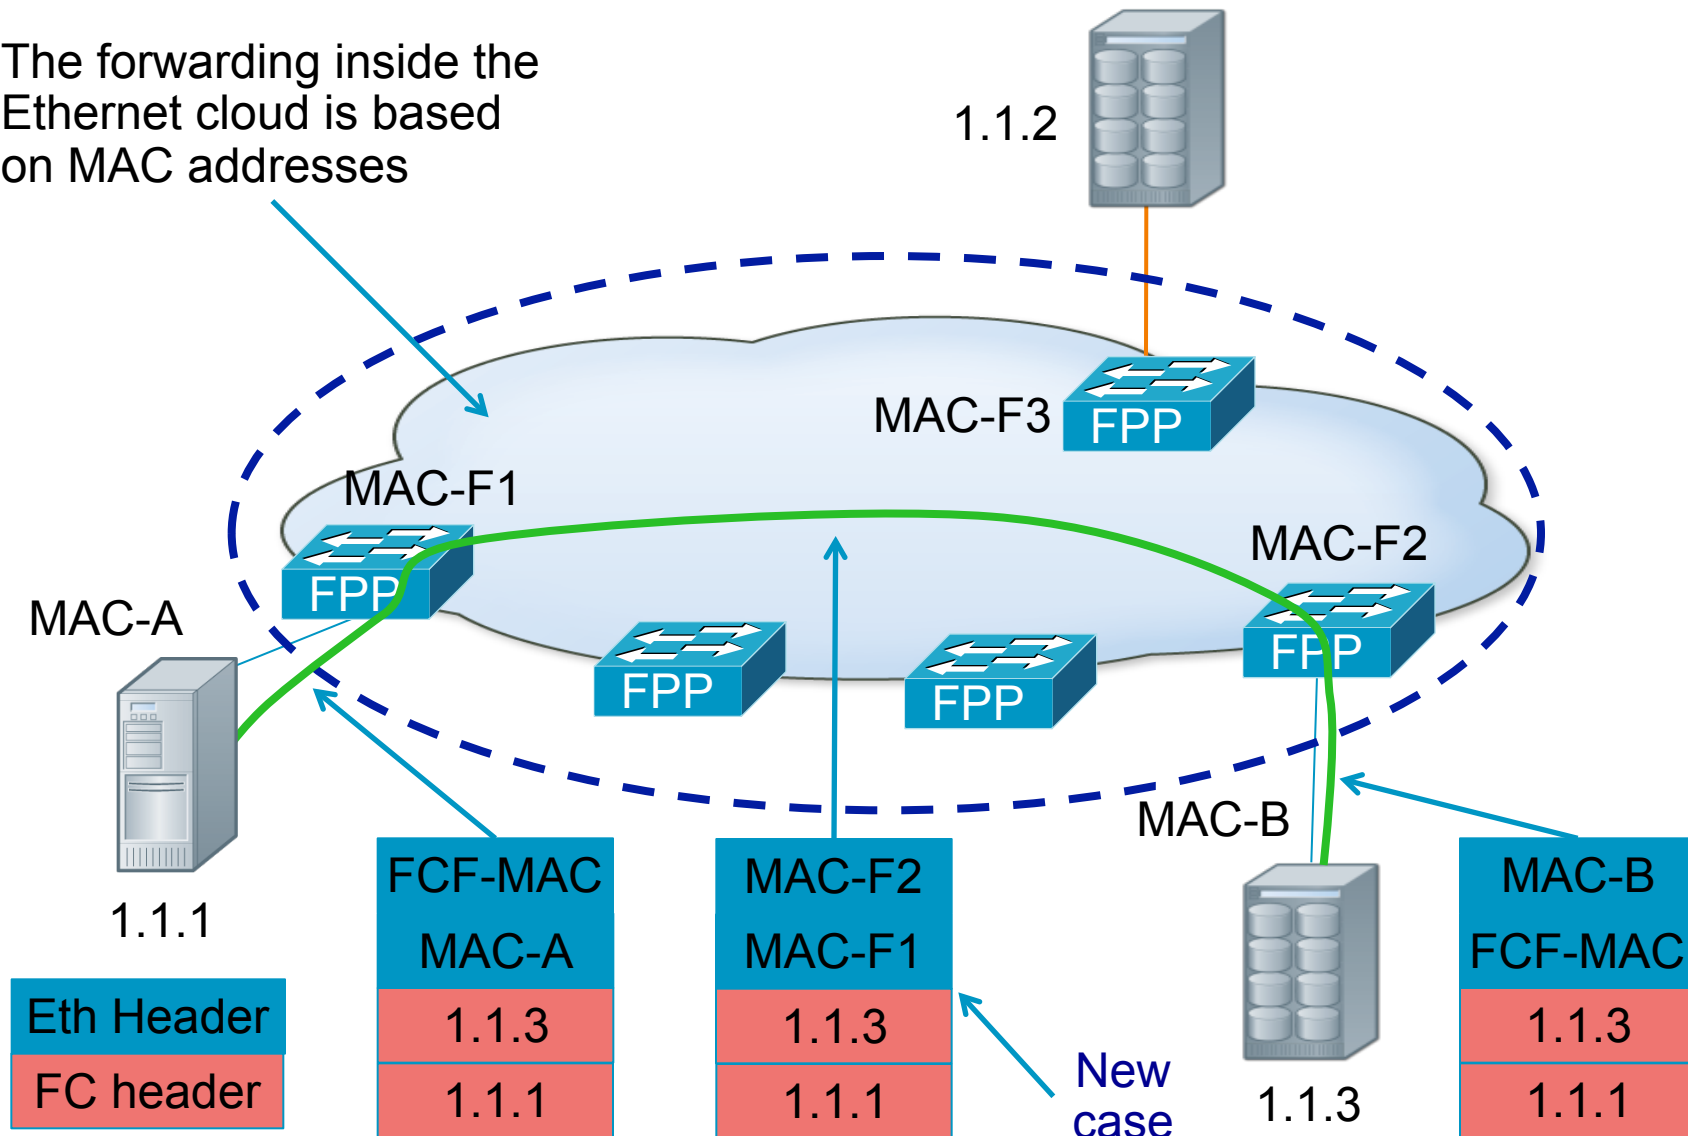 The forwarding inside the
Ethernet cloud is based
on MAC addresses
1.1.2
MAC-F3
FPP
MAC-F1
FPP
MAC-F2
FPP
MAC-A
FPP
FPP
1.1.1
MAC-B
1.1.3
Eth Header
FC header
FCF-MAC
MAC-A
1.1.3
1.1.1
MAC-F2
MAC-F1
1.1.3
1.1.1
New
case
MAC-B
FCF-MAC
1.1.3
1.1.1